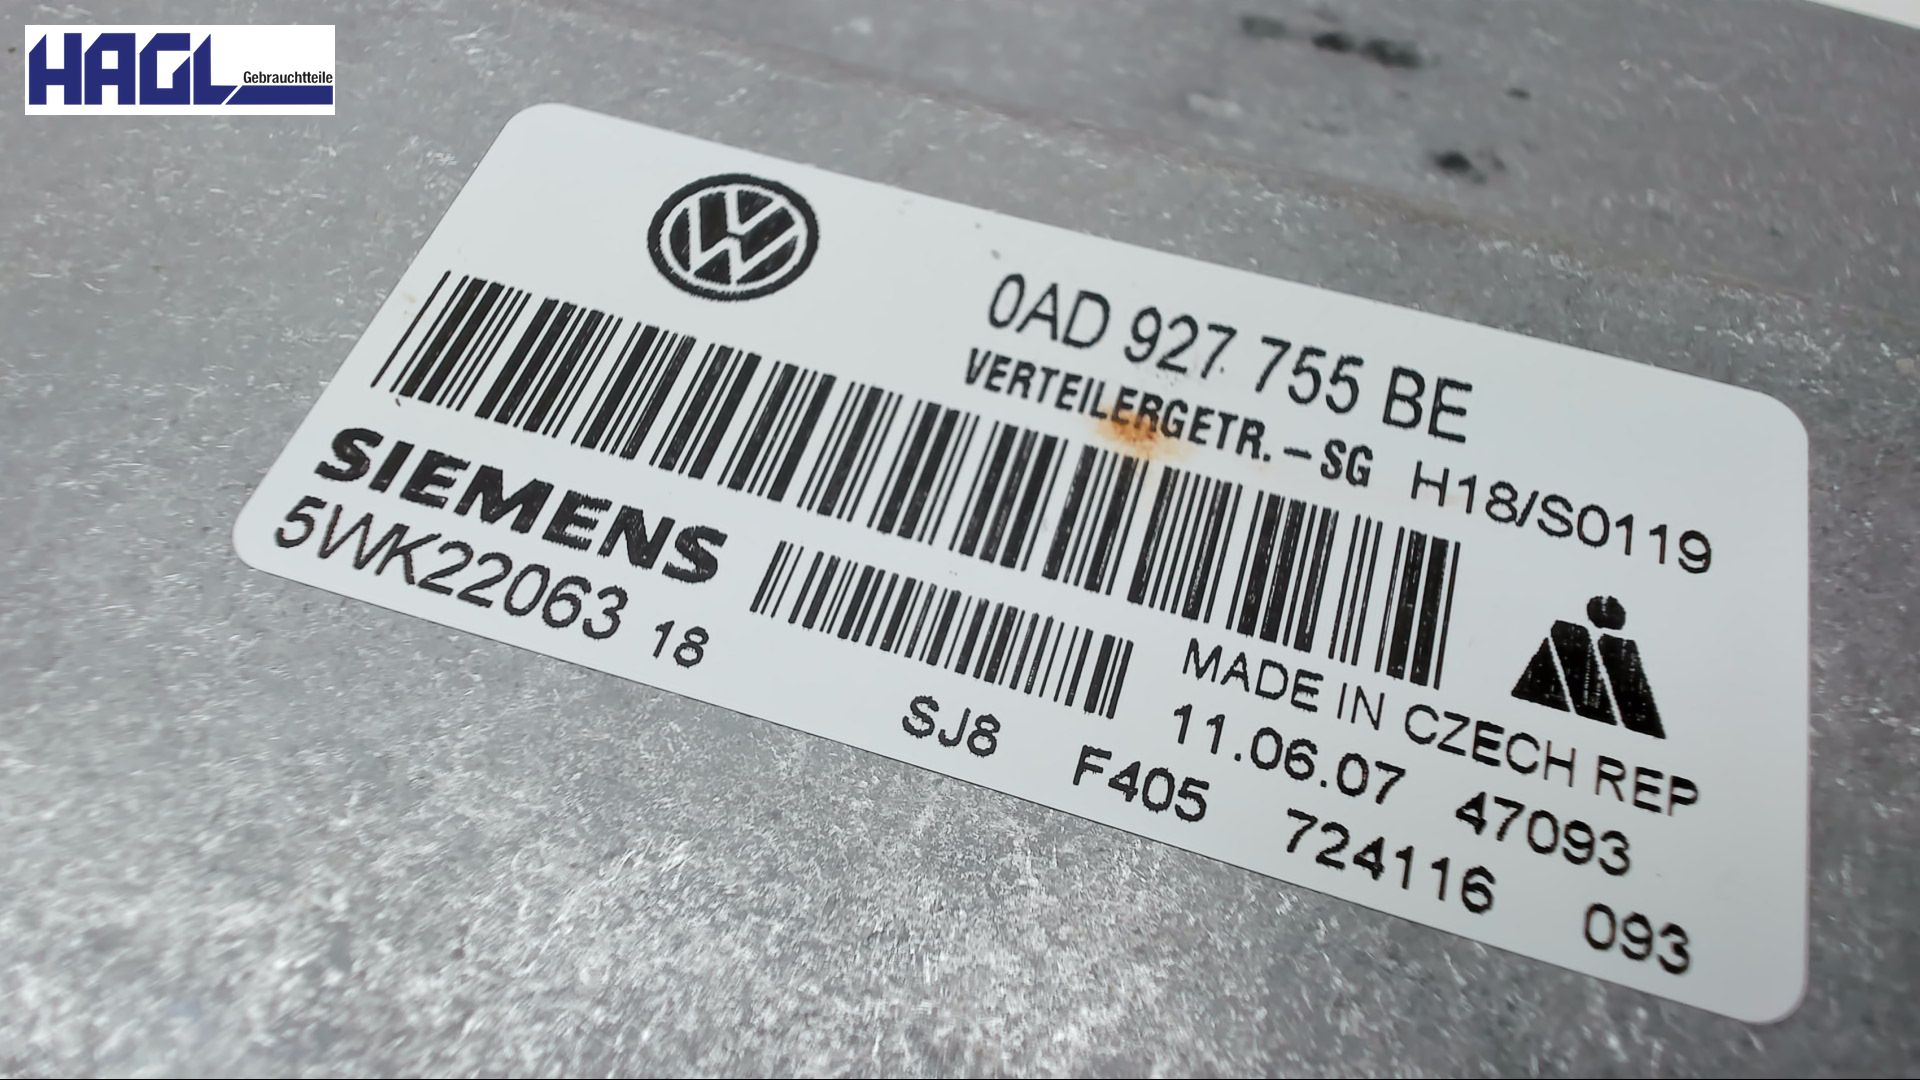 HAGL
Gebrauchtteile
0AD 927 755 BE
VERTEILERGETR.-SG H18/S0119
SIEMENS
5WK22063 18
MADE IN CZECH REP
11.06.07 47093
SJ8 F405 724116 093